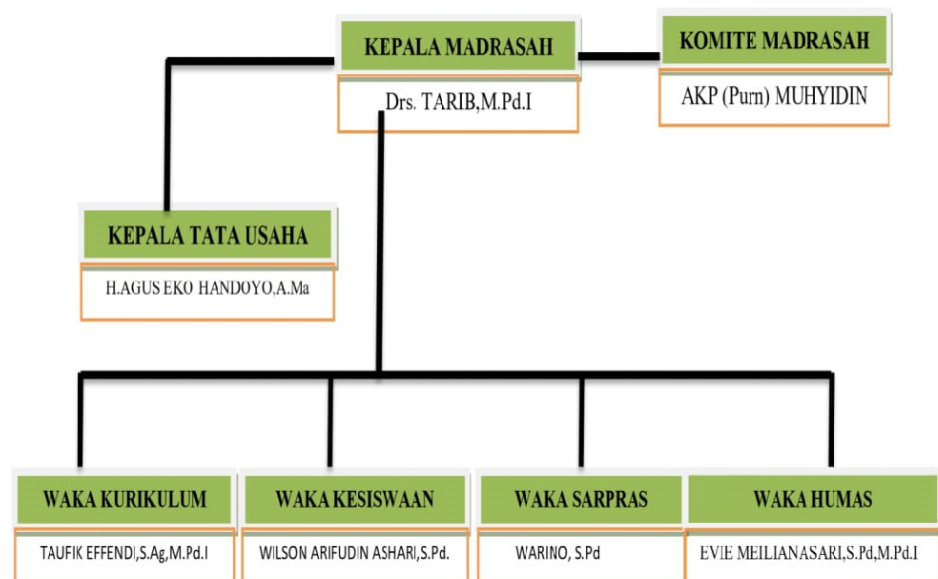 KEPALA MADRASAH
Drs. TARIB,M.Pd.I
KOMITE MADRASAH
AKP (Purn) MUHYIDIN
KEPALA TATA USAHA
H.AGUS EKO HANDOYO,A.Ma
WAKA KURIKULUM
TAUFIK EFFENDI,S.Ag,M.Pd.I
WAKA KESISWAAN
WILSON ARIFUDIN ASHARI,S.Pd.
WAKA SARPRAS
WARINO, S.Pd
WAKA HUMAS
EVIE MEILIANASARI,S.Pd,M.Pd.I